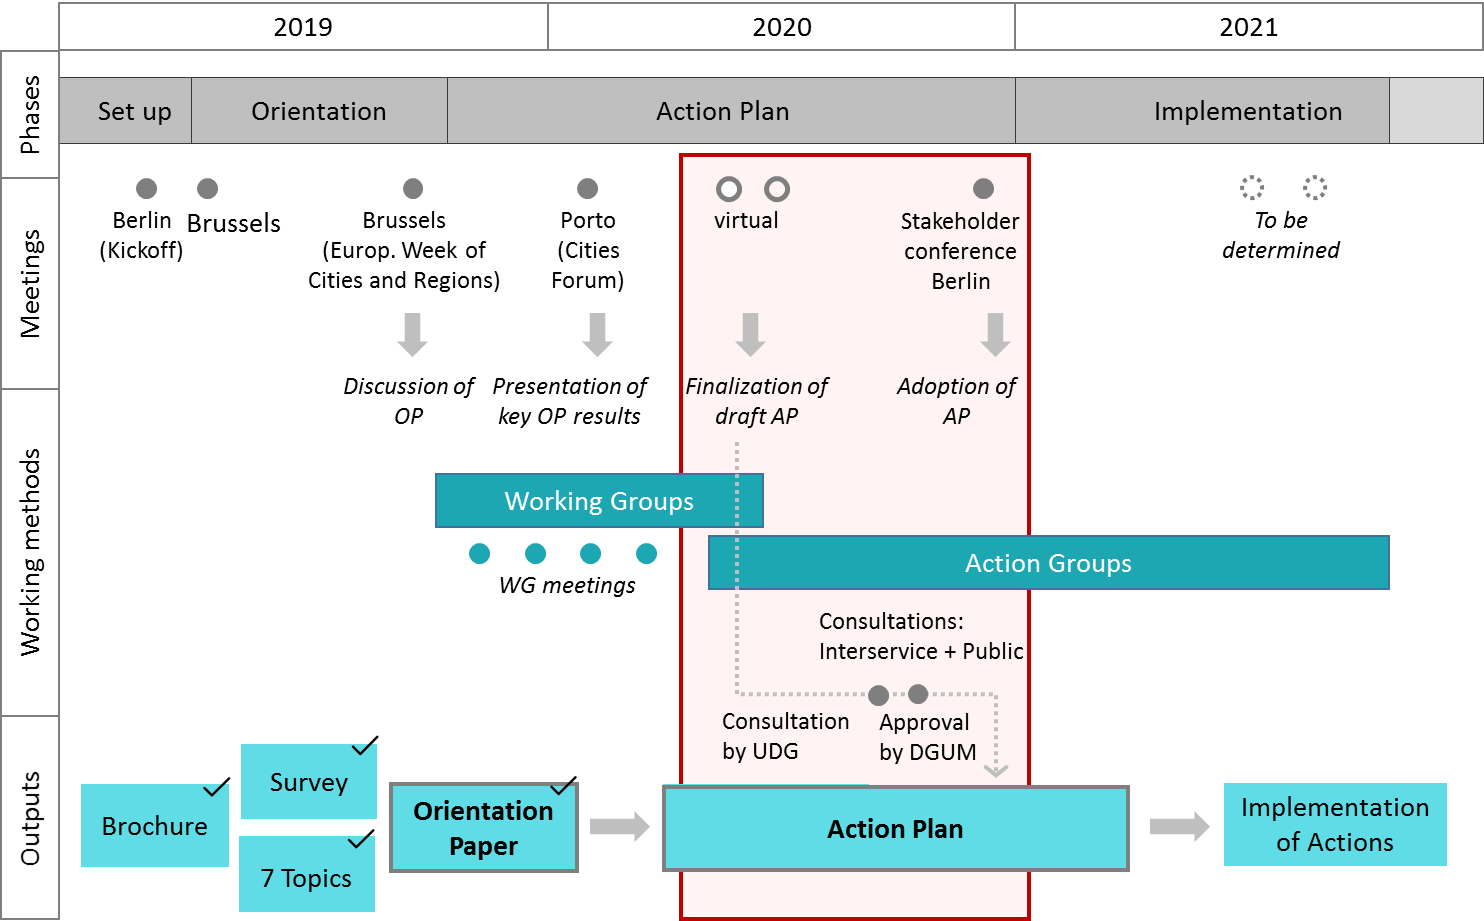 2019
2020
2021
Phases
Set up
Orientation
Action Plan
Implementation
Meetings
Berlin
(Kickoff)
Brussels
Brussels
(Europ. Week of
Cities and Regions)
Porto
(Cities
Forum)
virtual
Stakeholder
conference
Berlin
To be
determined
Discussion of
OP
Presentation of
key OP results
Finalization of
draft AP
Adoption of
AP
Working methods
Working Groups
WG meetings
Action Groups
Consultations:
Interservice + Public
Consultation
by UDG
Approval
by DGUM
Outputs
Brochure
Survey
7 Topics
Orientation
Paper
Action Plan
Implementation
of Actions